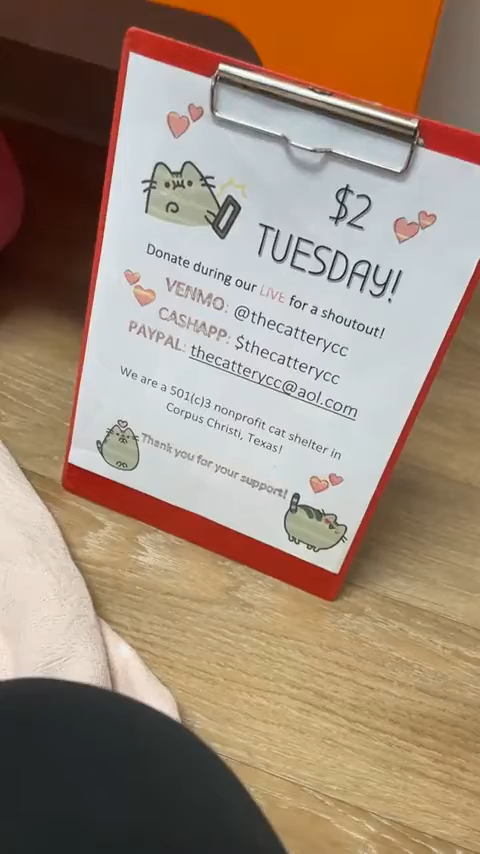 $2
TUESDAY!
Donate during our LIVE for a shoutout!
VENMO: @thecatterycc
CASHAPP: $thecatterycc
PAYPAL: thecatterycc@aol.com
We are a 501(c)3 nonprofit cat shelter in
Corpus Christi, Texas!
Thank you for your support!